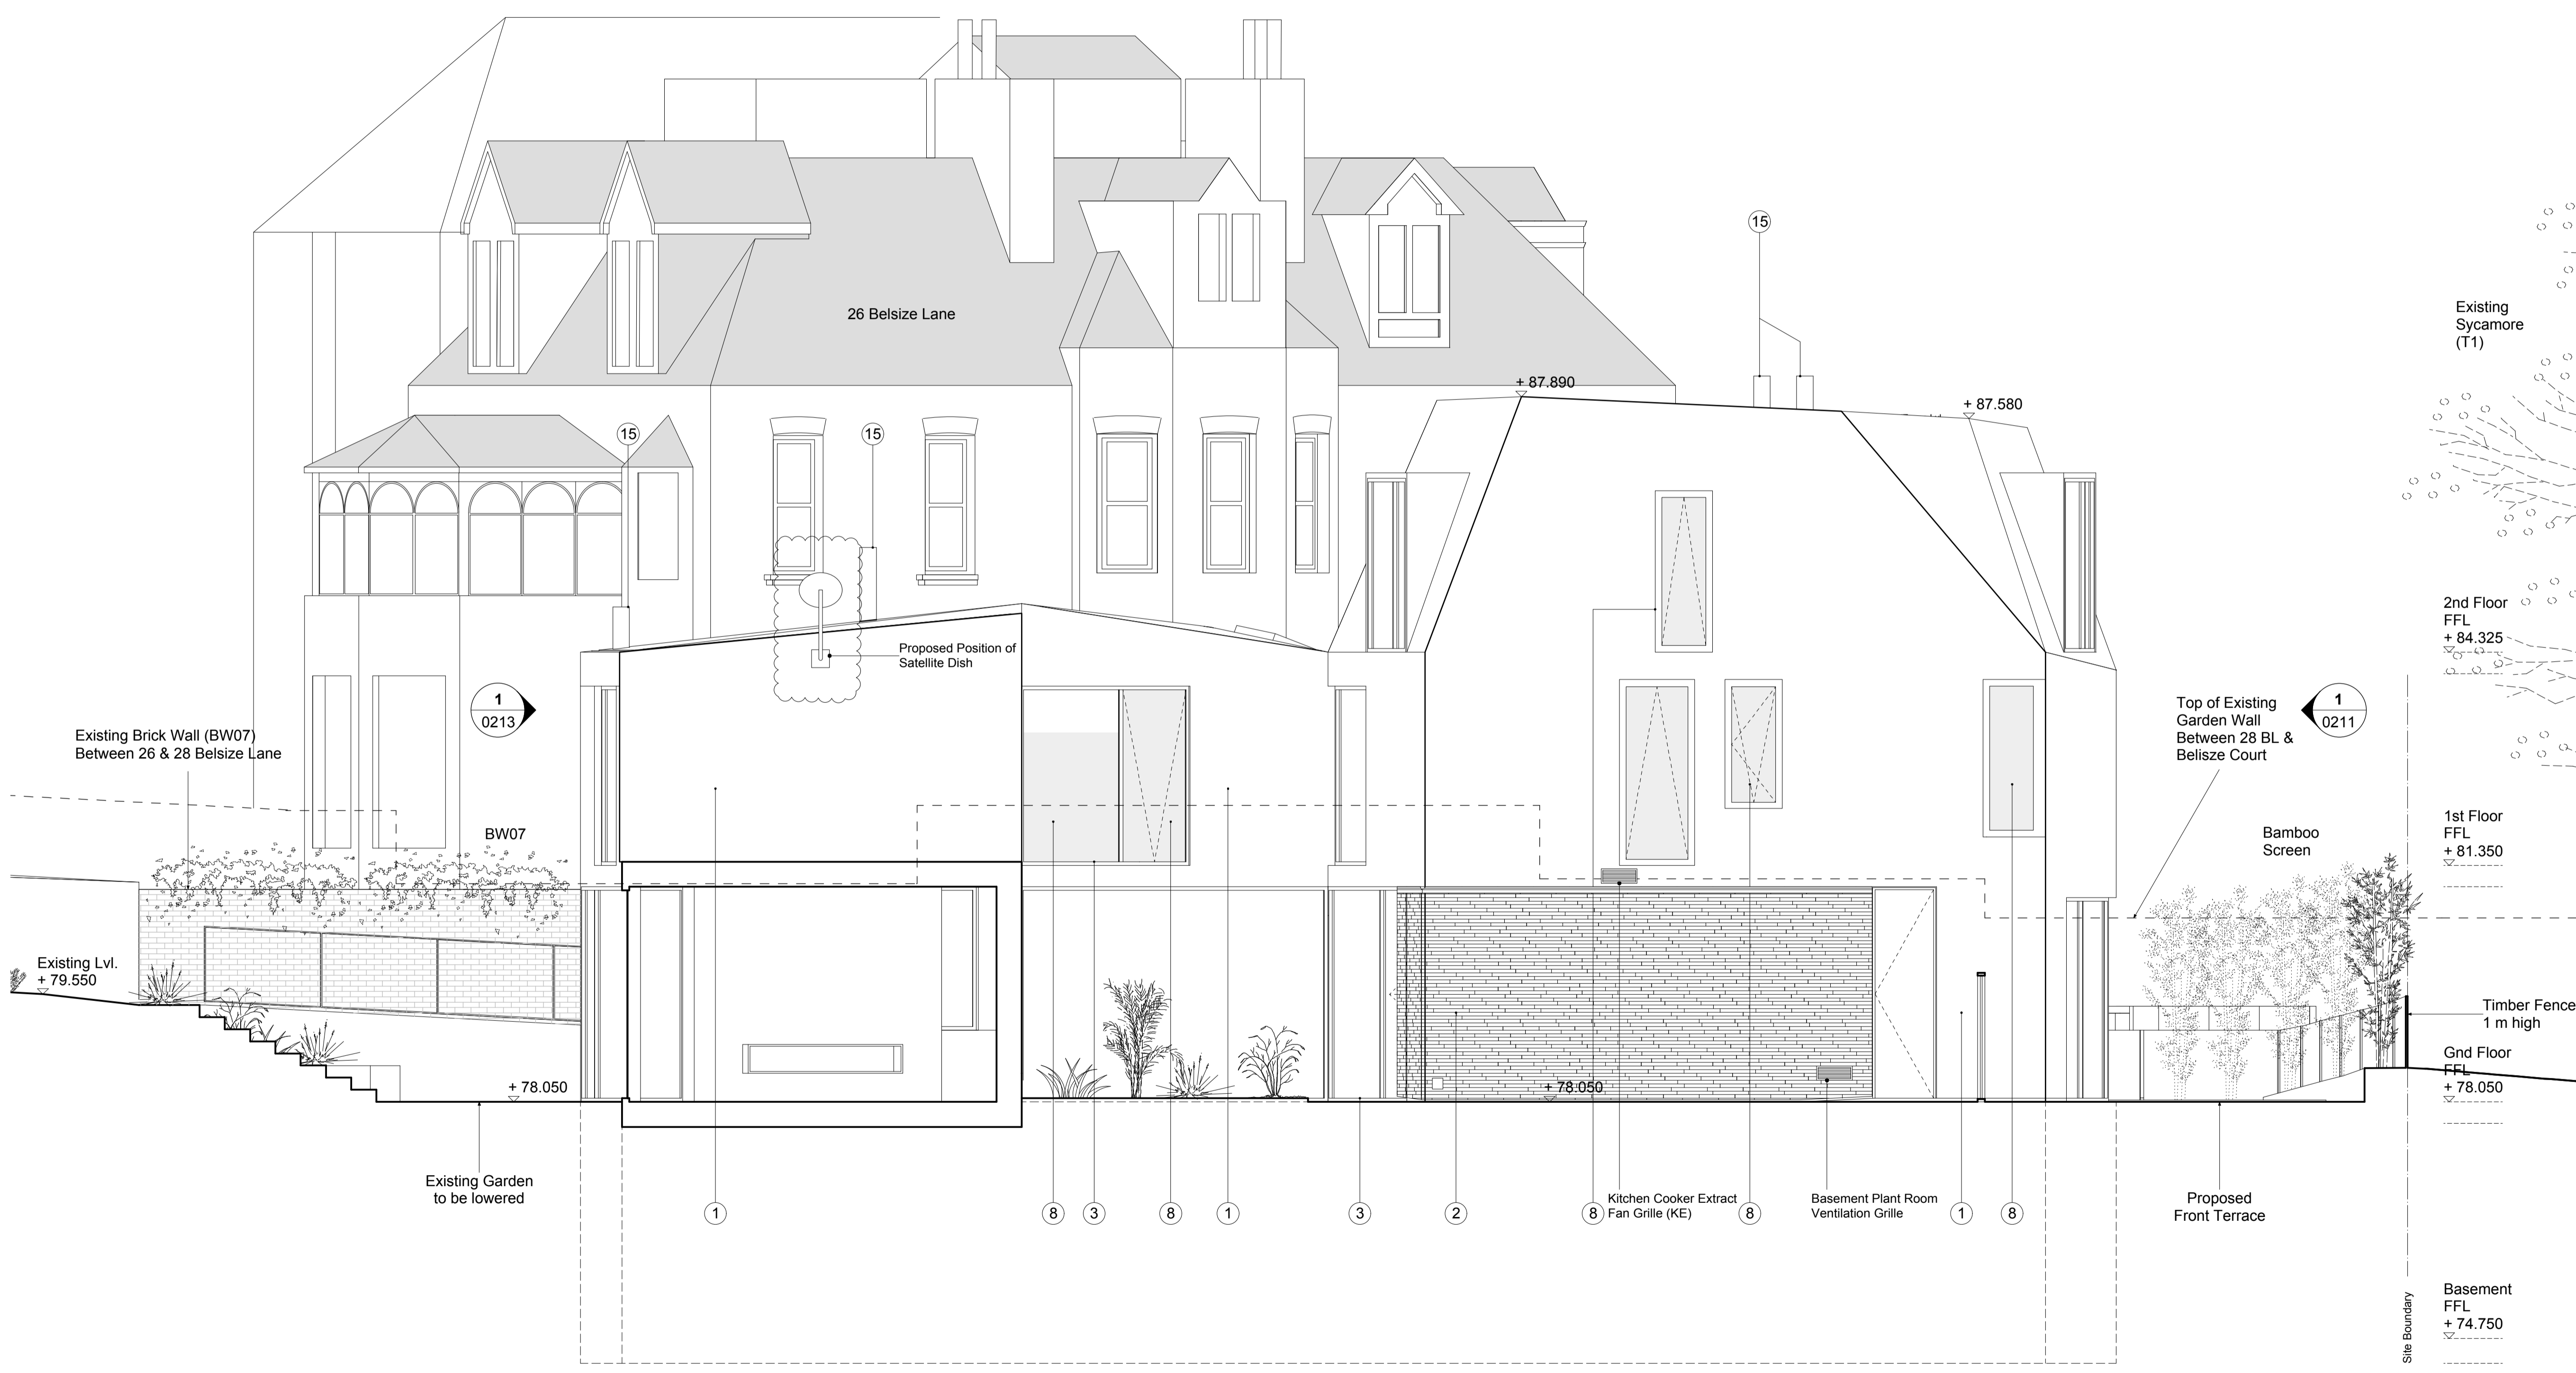 15
Existing
Sycamore
(T1)
26 Belsize Lane
+ 87.890
+ 87.580
15
15
2nd Floor
FFL
+ 84.325
Proposed Position of
Satellite Dish
1
0213
Top of Existing
Garden Wall
Between 28 BL &
Belisze Court
1
0211
Existing Brick Wall (BW07)
Between 26 & 28 Belsize Lane
BW07
1st Floor
FFL
+ 81.350
Bamboo
Screen
Existing Lvl.
+ 79.550
Timber Fence
1 m high
Gnd Floor
FFL
+ 78.050
+ 78.050
+ 78.050
Existing Garden
to be lowered
1
8
3
8
1
3
2
8
Kitchen Cooker Extract
Fan Grille (KE)
8
Basement Plant Room
Ventilation Grille
1
8
Proposed
Front Terrace
Site Boundary
Basement
FFL
+ 74.750